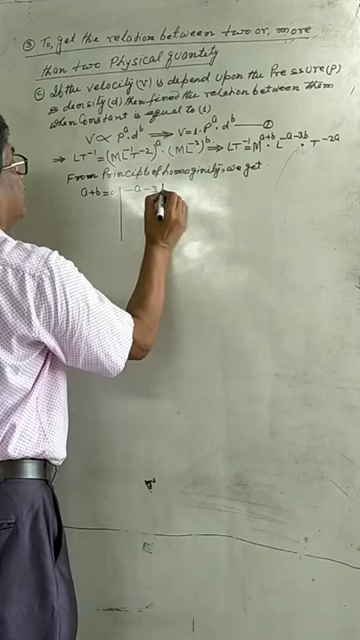 ③ To, get the relation between two or, more
than two Physical quantity
c) If the velocity (v) is depend upon the Pressure (P)
& density (d) then fined the relation between them
when Constant is equal to (1)
V ∝ P^a d^b ⟹ V = 1. P^a. d^b —— ①
⟹ LT^-1 = (ML^-1T^-2)^a · (ML^-3)^b ⟹ LT^-1 = M^a+b · L^-a-3b · T^-2a
From Principle of homoginity, we get
a+b=0 | -a-3